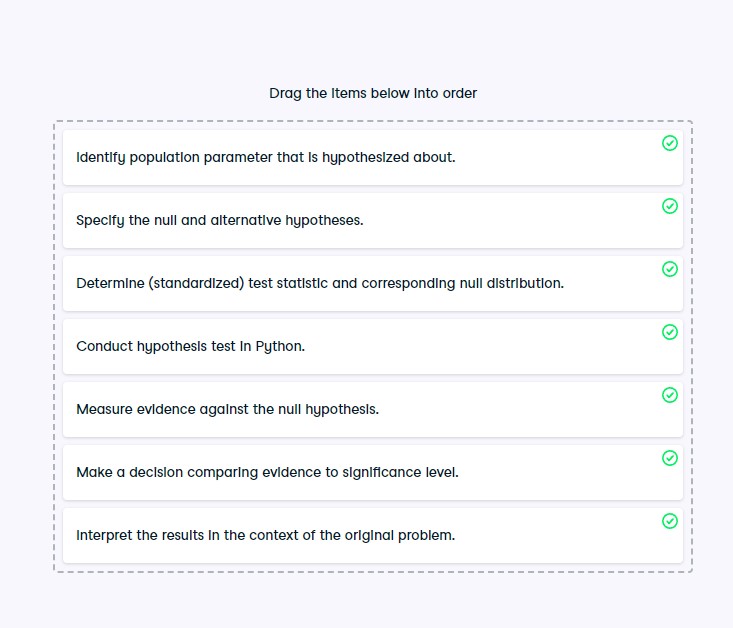 Drag the items below into order
Identify population parameter that is hypothesized about.
Specify the null and alternative hypotheses.
Determine (standardized) test statistic and corresponding null distribution.
Conduct hypothesis test in Python.
Measure evidence against the null hypothesis.
Make a decision comparing evidence to significance level.
Interpret the results in the context of the original problem.